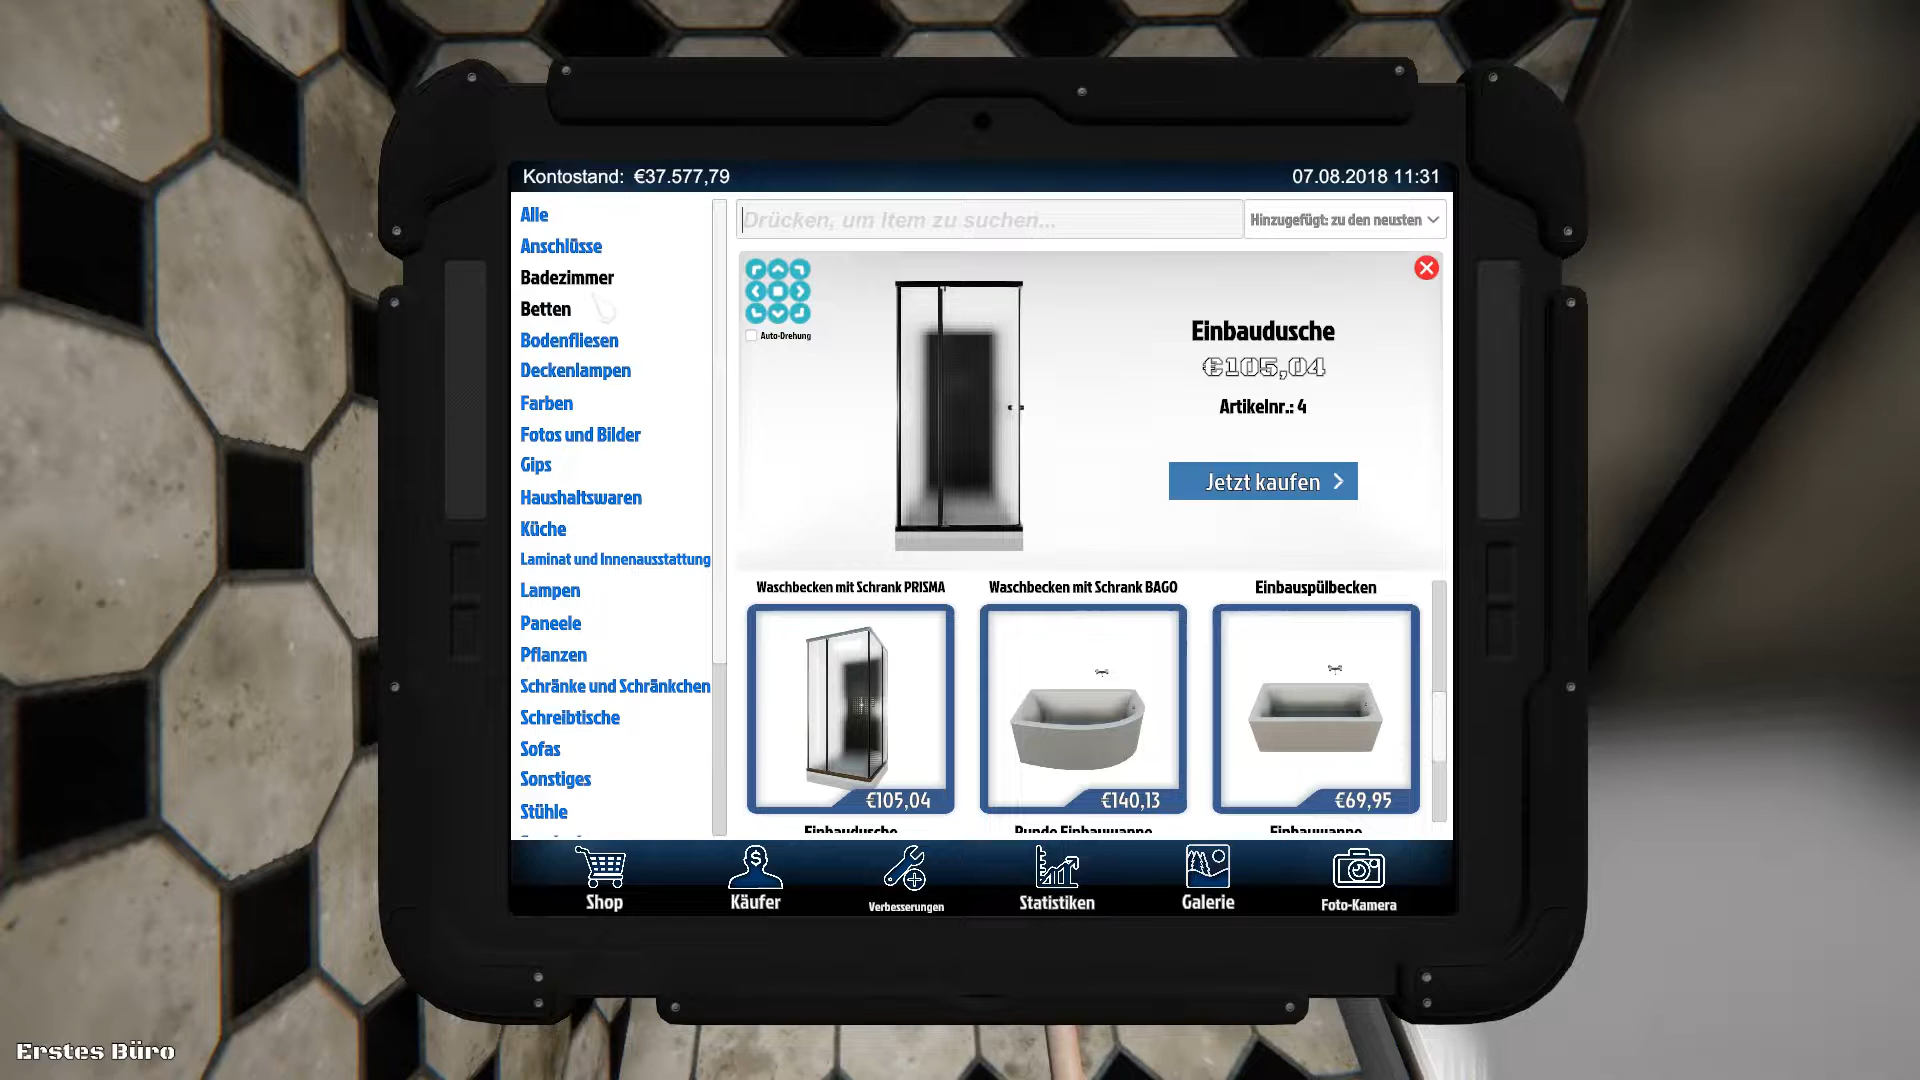 Kontostand: €37.577,79
07.08.2018 11:31
Alle
Anschlüsse
Badezimmer
Betten
Bodenfliesen
Deckenlampen
Farben
Fotos und Bilder
Gips
Haushaltswaren
Küche
Laminat und Innenausstattung
Lampen
Paneele
Pflanzen
Schränke und Schränkchen
Schreibtische
Sofas
Sonstiges
Stühle
Drücken, um Item zu suchen...
Hinzugefügt: zu den neusten
Auto-Drehung
Einbaudusche
€105,04
Artikelnr.: 4
Jetzt kaufen
Waschbecken mit Schrank PRISMA
Waschbecken mit Schrank BAGO
Einbauspülbecken
€105,04
€140,13
€69,95
Einbaudusche
Runde Einbauwanne
Einbauwanne
Shop
Käufer
Verbesserungen
Statistiken
Galerie
Foto-Kamera
Erstes Büro